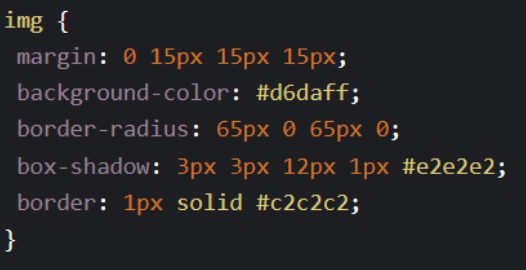 img {
margin: 0 15px 15px 15px;
background-color: #d6daff;
border-radius: 65px 0 65px 0;
box-shadow: 3px 3px 12px 1px #e2e2e2;
border: 1px solid #c2c2c2;
}